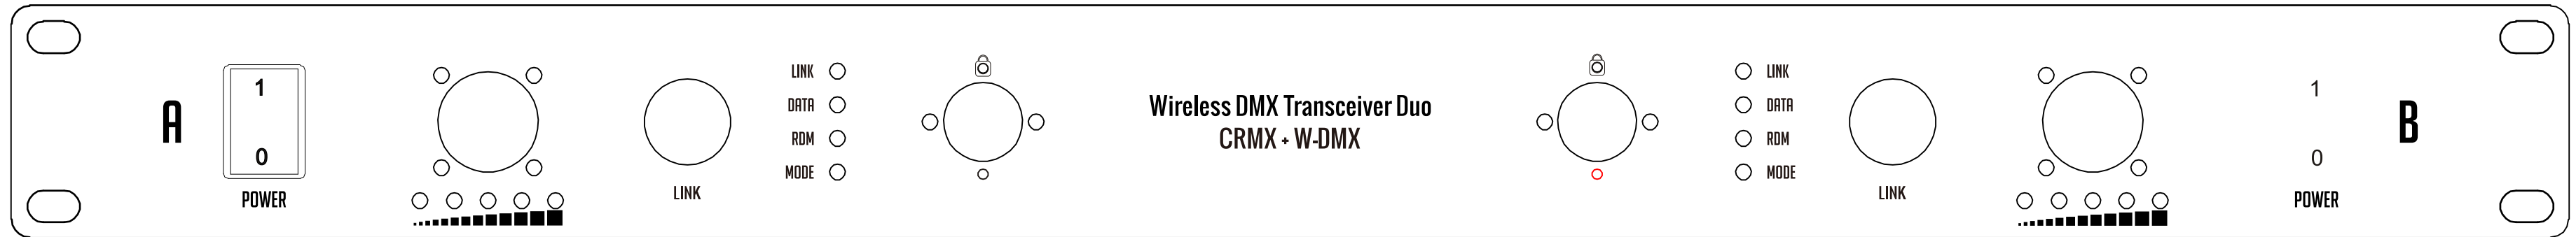 A
1
0
POWER
LINK
LINK
DATA
RDM
MODE
Wireless DMX Transceiver Duo
CRMX + W-DMX
LINK
DATA
RDM
MODE
LINK
1
0
POWER
B